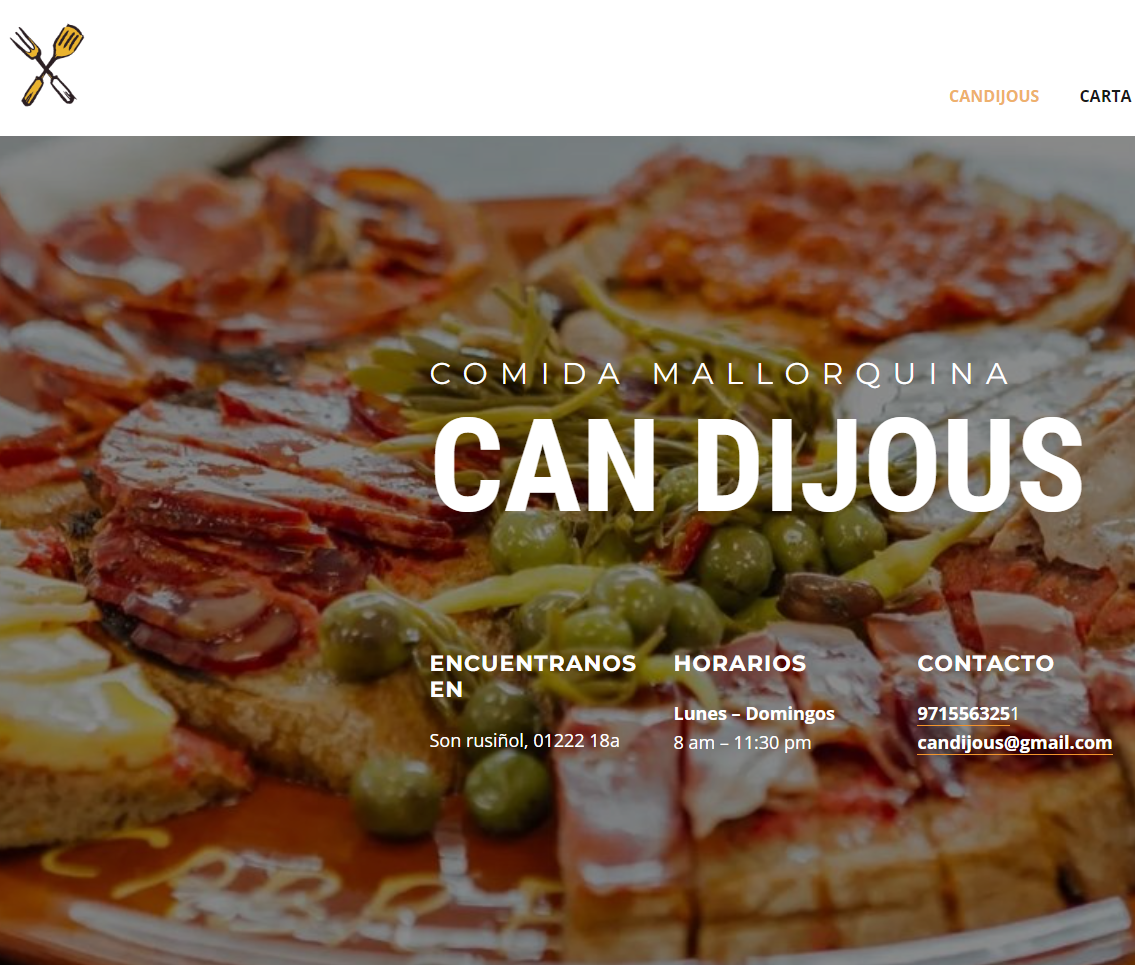 CANDIJOUS CARTA
COMIDA MALLORQUINA
CAN DIJOUS
ENCUENTRANOS
EN
Son rusiñol, 01222 18a
HORARIOS
Lunes – Domingos
8 am – 11:30 pm
CONTACTO
9715563251
candijous@gmail.com